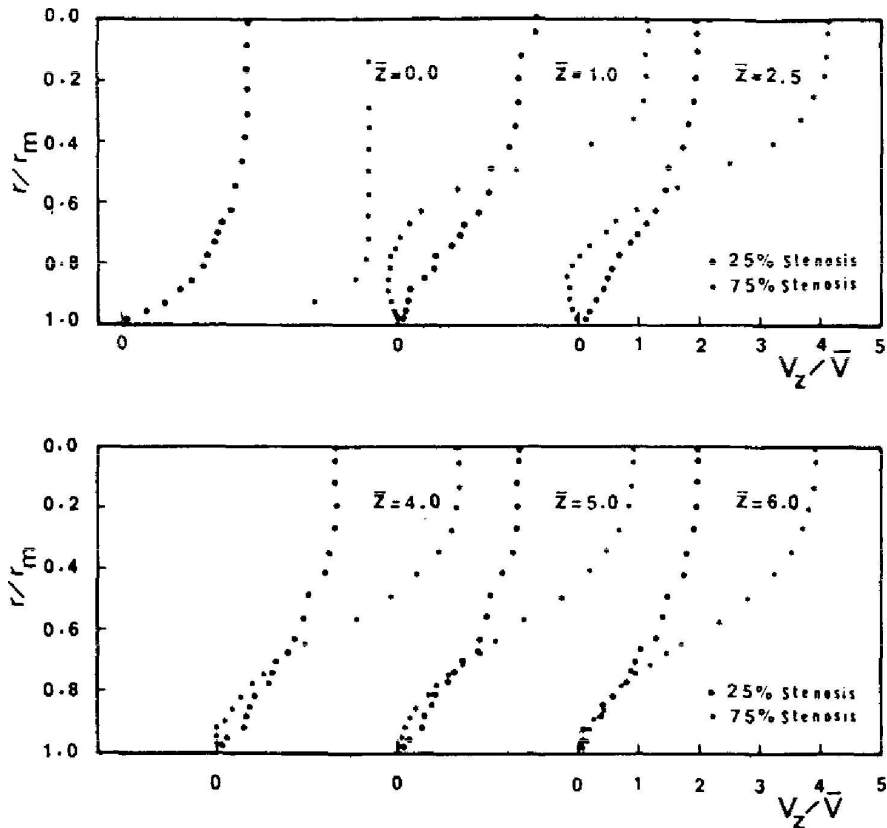 0.0
0.2
0.4
0.6
0.8
1.0
r/r_m
z̄=0.0
z̄=1.0
z̄=2.5
25% Stenosis
75% Stenosis
0 0 0 1 2 4 5
V_z/V̄
0.0
0.2
0.4
0.6
0.8
1.0
r/r_m
z̄=4.0
z̄=5.0
z̄=6.0
25% Stenosis
75% Stenosis
0 0 0 1 2 3 4 5
V_z/V̄